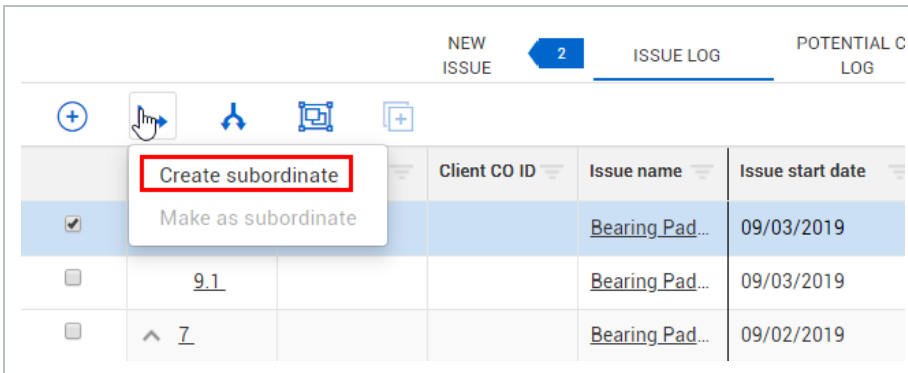 NEW
ISSUE
2
ISSUE LOG
POTENTIAL C
LOG
Create subordinate
Make as subordinate
Client CO ID
Issue name
Issue start date
Bearing Pad...
09/03/2019
9.1
Bearing Pad...
09/03/2019
7
Bearing Pad...
09/02/2019